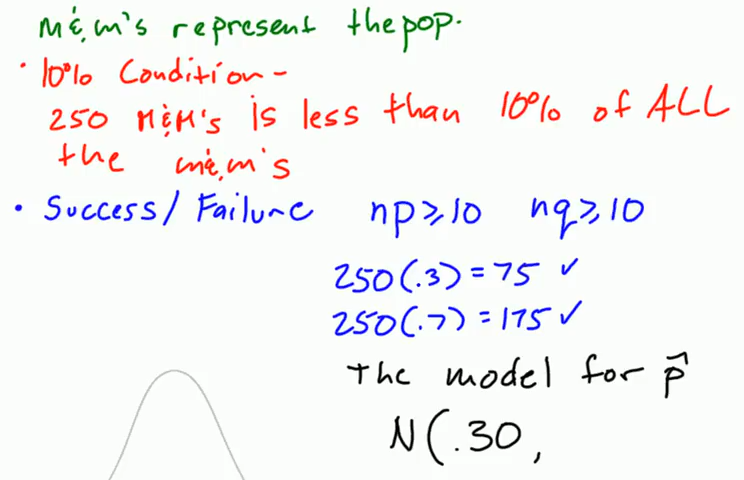 M&M's represent the pop.
• 10% Condition -
250 M&M's is less than 10% of ALL
the m&m's
• Success/Failure np ≥ 10 nq ≥ 10
250(.3) = 75 ✓
250(.7) = 175 ✓
the model for p̂
N(.30,